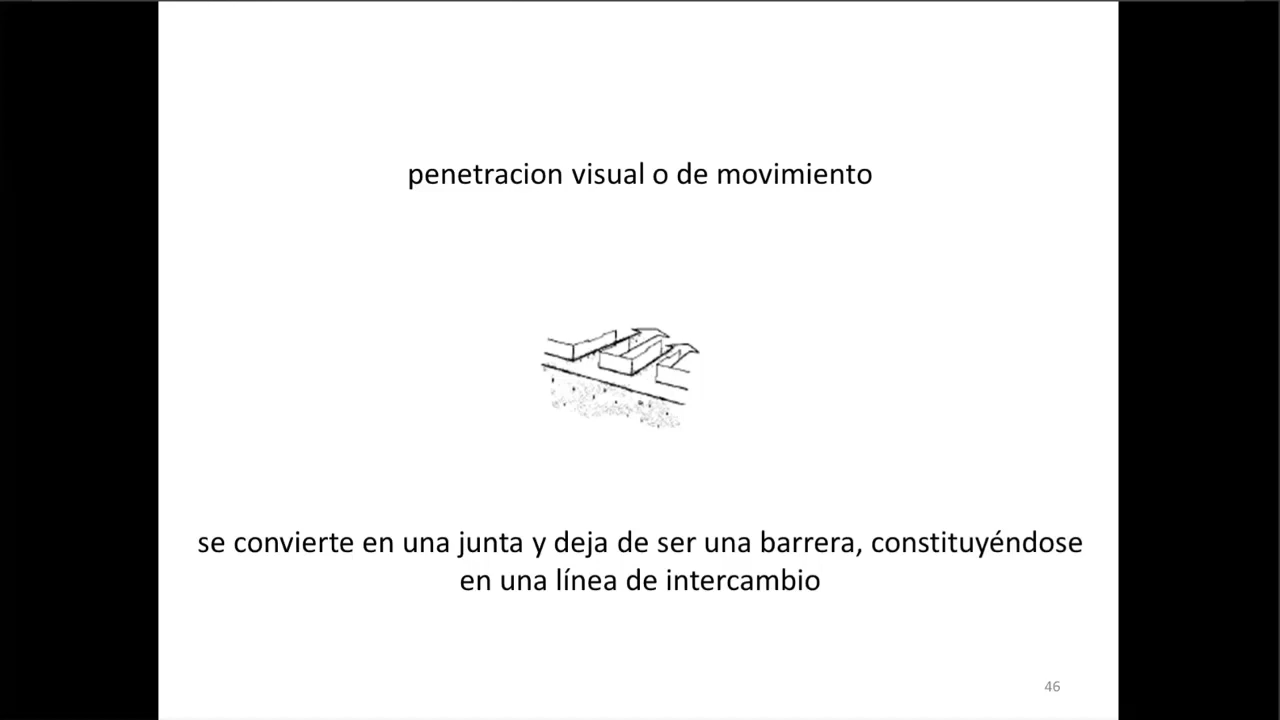 penetracion visual o de movimiento
se convierte en una junta y deja de ser una barrera, constituyéndose
en una línea de intercambio
46